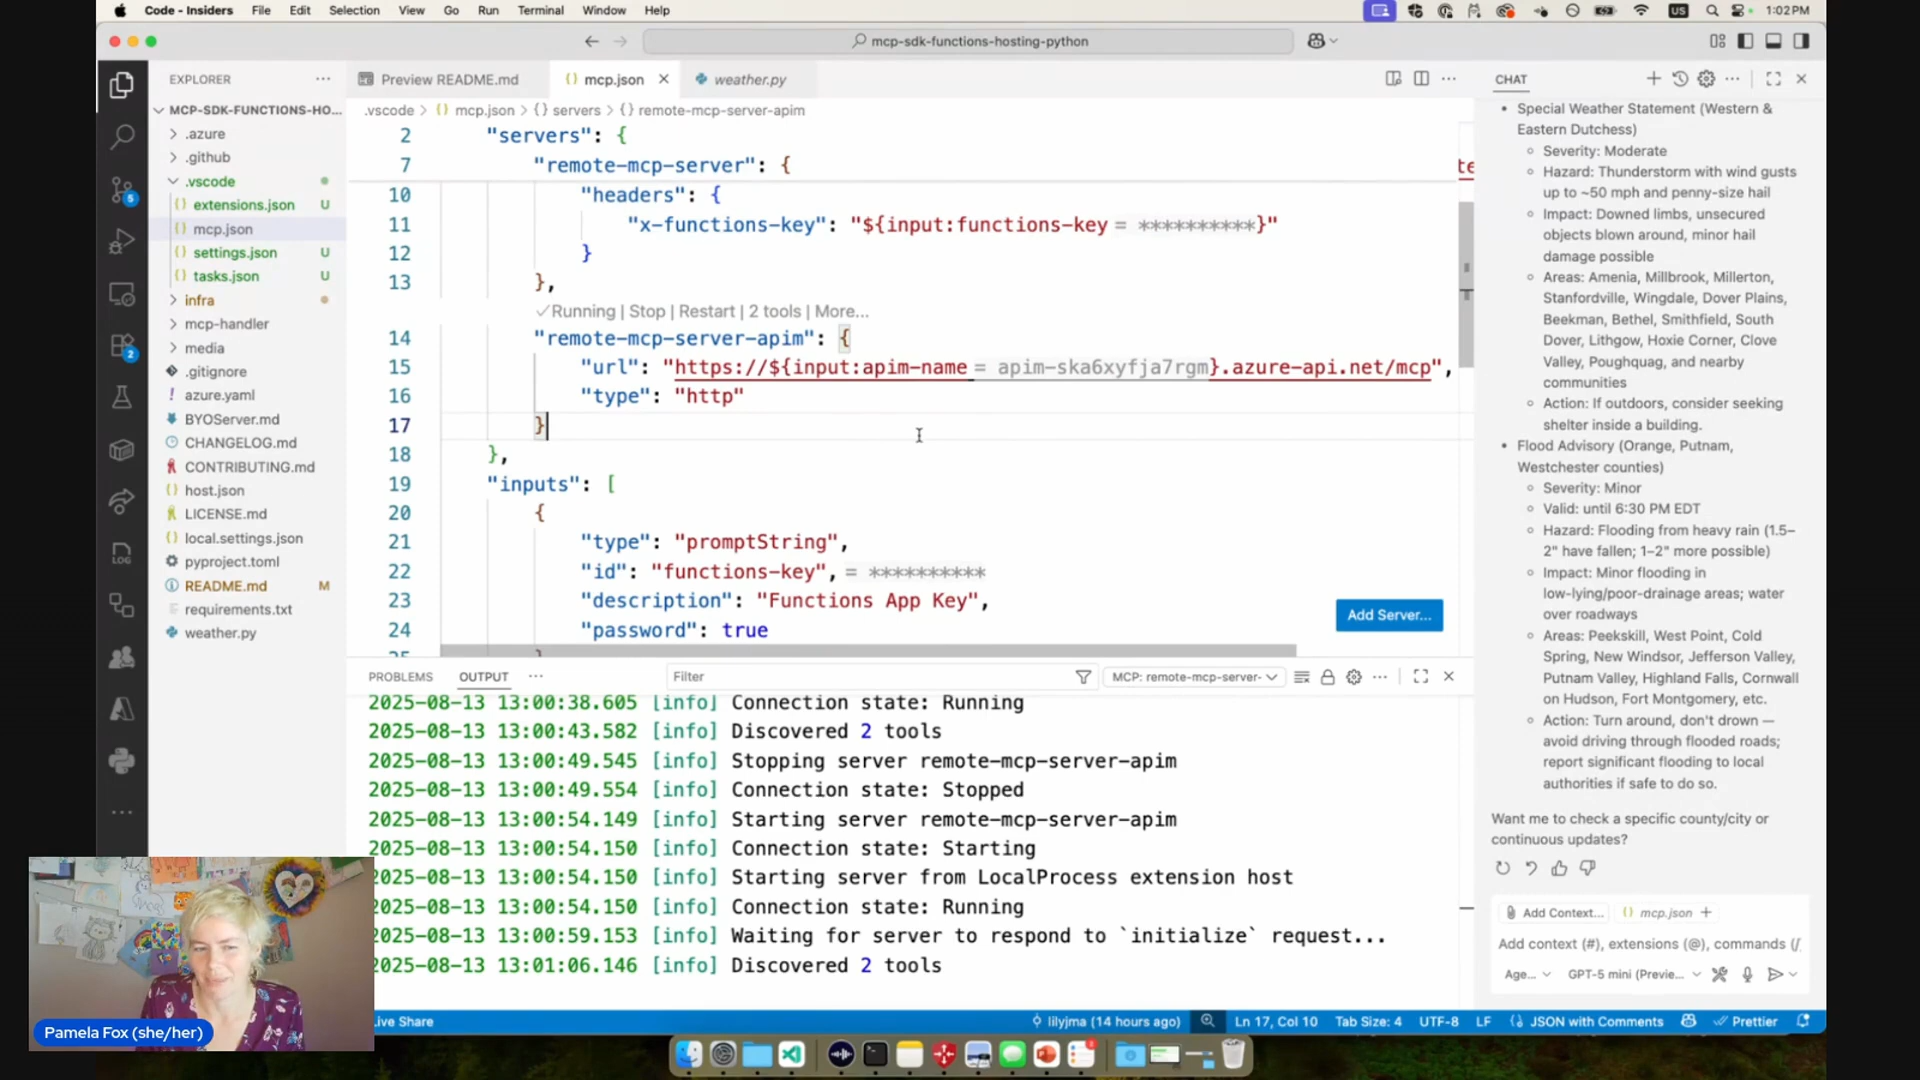 Code - Insiders File Edit Selection View Go Run Terminal Window Help
US 1:02PM
mcp-sdk-functions-hosting-python
EXPLORER
MCP-SDK-FUNCTIONS-HO...
.azure
.github
.vscode
extensions.json U
mcp.json
settings.json U
tasks.json U
infra
mcp-handler
media
.gitignore
azure.yaml
BYOServer.md
CHANGELOG.md
CONTRIBUTING.md
host.json
LICENSE.md
local.settings.json
pyproject.toml
README.md M
requirements.txt
weather.py
5
2
LOG
Preview README.md
mcp.json
weather.py
.vscode > {} mcp.json > {} servers > {} remote-mcp-server-apim
2 "servers": {
7 "remote-mcp-server": {
te
10 "headers": {
11 "x-functions-key": "${input:functions-key = **********}"
12 }
13 },
✓Running | Stop | Restart | 2 tools | More...
14 "remote-mcp-server-apim": {
15 "url": "https://${input:apim-name = apim-ska6xyfja7rgm}.azure-api.net/mcp",
16 "type": "http"
17 }
18 },
19 "inputs": [
20 {
21 "type": "promptString",
22 "id": "functions-key", = **********
23 "description": "Functions App Key",
24 "password": true
25 }
Add Server...
PROBLEMS OUTPUT ... Filter MCP: remote-mcp-server-
2025-08-13 13:00:38.605 [info] Connection state: Running
2025-08-13 13:00:43.582 [info] Discovered 2 tools
2025-08-13 13:00:49.545 [info] Stopping server remote-mcp-server-apim
2025-08-13 13:00:49.554 [info] Connection state: Stopped
2025-08-13 13:00:54.149 [info] Starting server remote-mcp-server-apim
2025-08-13 13:00:54.150 [info] Connection state: Starting
2025-08-13 13:00:54.150 [info] Starting server from LocalProcess extension host
2025-08-13 13:00:54.150 [info] Connection state: Running
2025-08-13 13:00:59.153 [info] Waiting for server to respond to `initialize` request...
2025-08-13 13:01:06.146 [info] Discovered 2 tools
CHAT
Special Weather Statement (Western &
Eastern Dutchess)
Severity: Moderate
Hazard: Thunderstorm with wind gusts
up to ~50 mph and penny-size hail
Impact: Downed limbs, unsecured
objects blown around, minor hail
damage possible
Areas: Amenia, Millbrook, Millerton,
Stanfordville, Wingdale, Dover Plains,
Beekman, Bethel, Smithfield, South
Dover, Lithgow, Hoxie Corner, Clove
Valley, Poughquag, and nearby
communities
Action: If outdoors, consider seeking
shelter inside a building.
Flood Advisory (Orange, Putnam,
Westchester counties)
Severity: Minor
Valid: until 6:30 PM EDT
Hazard: Flooding from heavy rain (1.5–
2" have fallen; 1–2" more possible)
Impact: Minor flooding in
low-lying/poor-drainage areas; water
over roadways
Areas: Peekskill, West Point, Cold
Spring, New Windsor, Jefferson Valley,
Putnam Valley, Highland Falls, Cornwall
on Hudson, Fort Montgomery, etc.
Action: Turn around, don't drown —
avoid driving through flooded roads;
report significant flooding to local
authorities if safe to do so.
Want me to check a specific county/city or
continuous updates?
Add Context... {} mcp.json +
Add context (#), extensions (@), commands (/
Age... GPT-5 mini (Previe...
Live Share
lilyjma (14 hours ago) Ln 17, Col 10 Tab Size: 4 UTF-8 LF JSON with Comments Prettier
Pamela Fox (she/her)